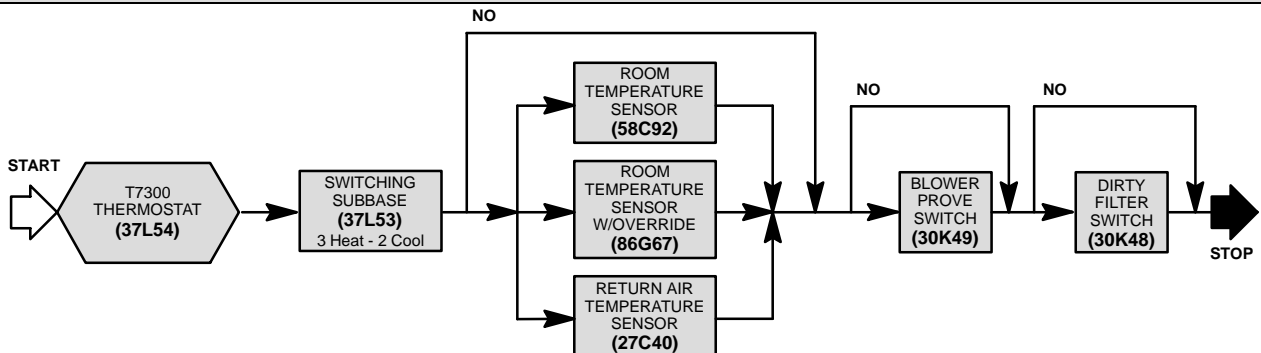 NO
START
T7300
THERMOSTAT
(37L54)
SWITCHING
SUBBASE
(37L53)
3 Heat - 2 Cool
ROOM
TEMPERATURE
SENSOR
(58C92)
ROOM
TEMPERATURE
SENSOR
W/OVERRIDE
(86G67)
RETURN AIR
TEMPERATURE
SENSOR
(27C40)
NO
BLOWER
PROVE
SWITCH
(30K49)
NO
DIRTY
FILTER
SWITCH
(30K48)
STOP